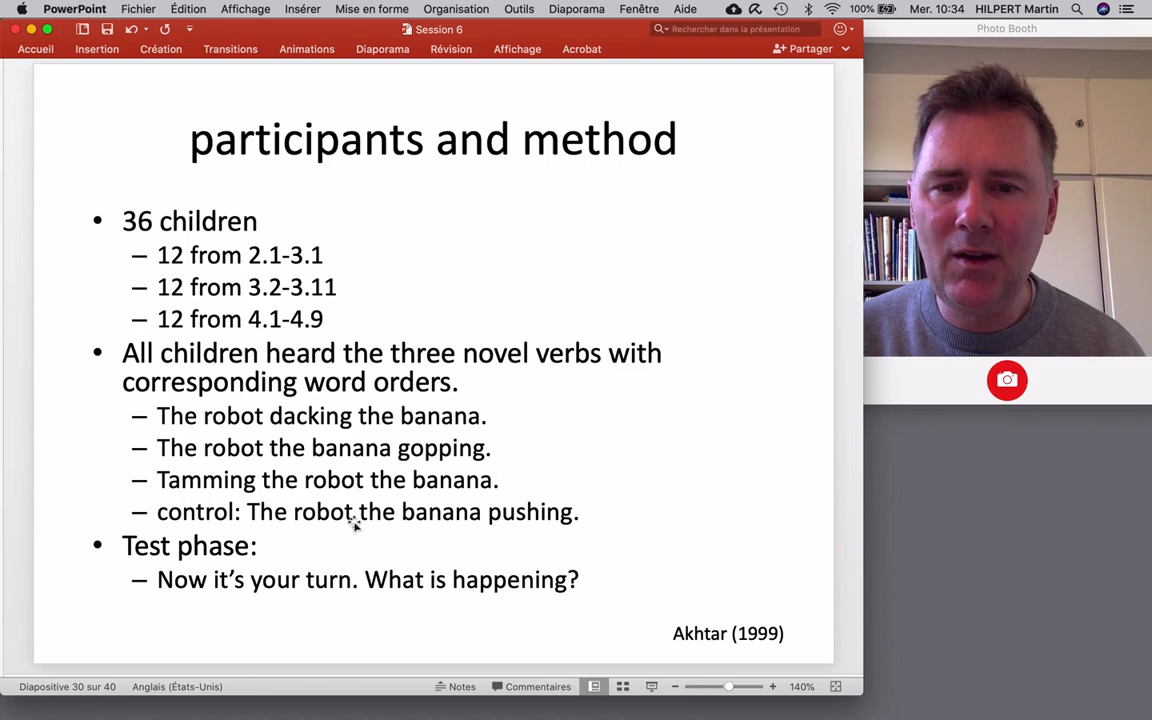 PowerPoint Fichier Édition Affichage Insérer Mise en forme Organisation Outils Diaporama Fenêtre Aide 100% Mer. 10:34 HILPERT Martin
Session 6 Rechercher dans la présentation
Photo Booth
Accueil Insertion Création Transitions Animations Diaporama Révision Affichage Acrobat Partager
participants and method
• 36 children
– 12 from 2.1-3.1
– 12 from 3.2-3.11
– 12 from 4.1-4.9
• All children heard the three novel verbs with
corresponding word orders.
– The robot dacking the banana.
– The robot the banana gopping.
– Tamming the robot the banana.
– control: The robot the banana pushing.
• Test phase:
– Now it’s your turn. What is happening?
Akhtar (1999)
Diapositive 30 sur 40 Anglais (États-Unis) Notes Commentaires 140%